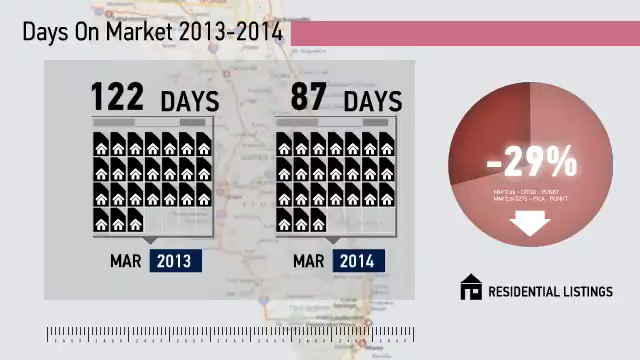 Days On Market 2013-2014
122 DAYS
87 DAYS
-29%
MAR 2013
MAR 2014
RESIDENTIAL LISTINGS